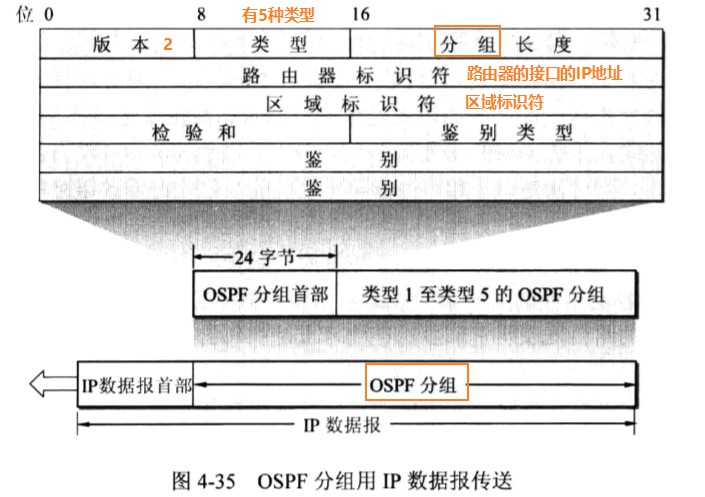 位 0 8 有5种类型 16 31
版 本 2 类 型 分 组 长 度
路 由 器 标 识 符 路由器的接口的IP地址
区 域 标 识 符 区域标识符
检 验 和 鉴 别 类 型
鉴 别
鉴 别
24 字节
OSPF 分组首部 类型 1 至类型 5 的 OSPF 分组
IP数据报首部 OSPF 分组
IP 数据报
图 4-35 OSPF 分组用 IP 数据报传送